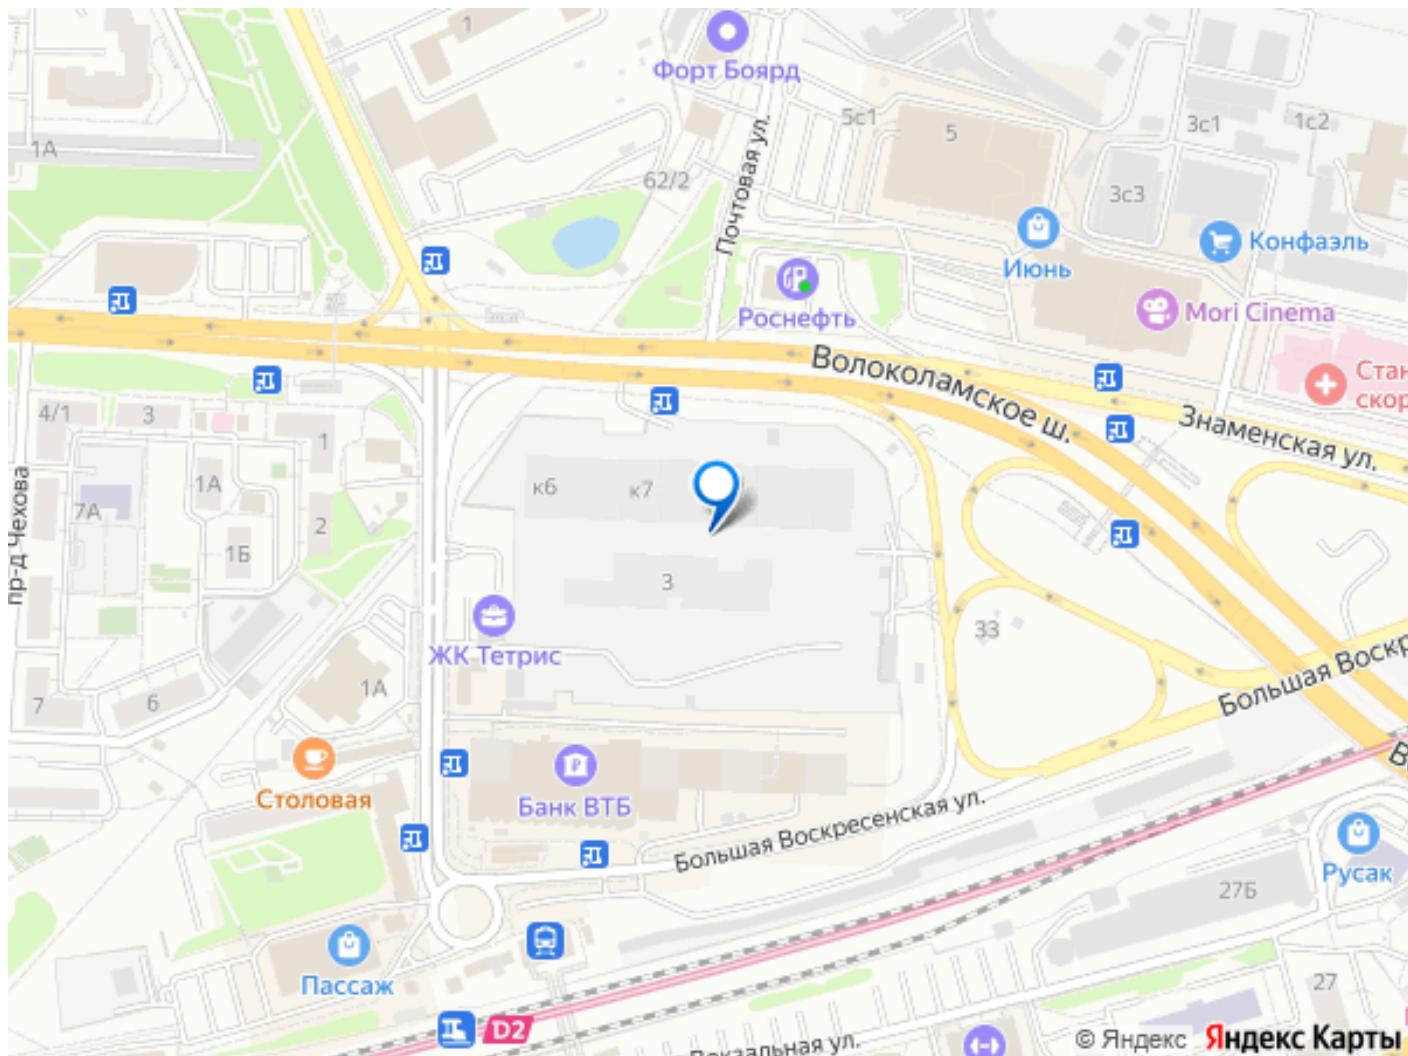 1
Форт Боярд
5
5с1
3с1
1с2
1А
Почтовая ул.
62/2
3с3
Июнь
Конфаэль
Роснефть
Mori Cinema
Волоколамское ш.
Стан
скор
Знаменская ул.
4/1
3
1
1А
7А
2
1Б
пр-д Чехова
к6
к7
3
33
ЖК Тетрис
Большая Воскр
1А
7
6
В
Столовая
Банк ВТБ
Большая Воскресенская ул.
Русак
27Б
Пассаж
27
D2
© Яндекс Яндекс Карты